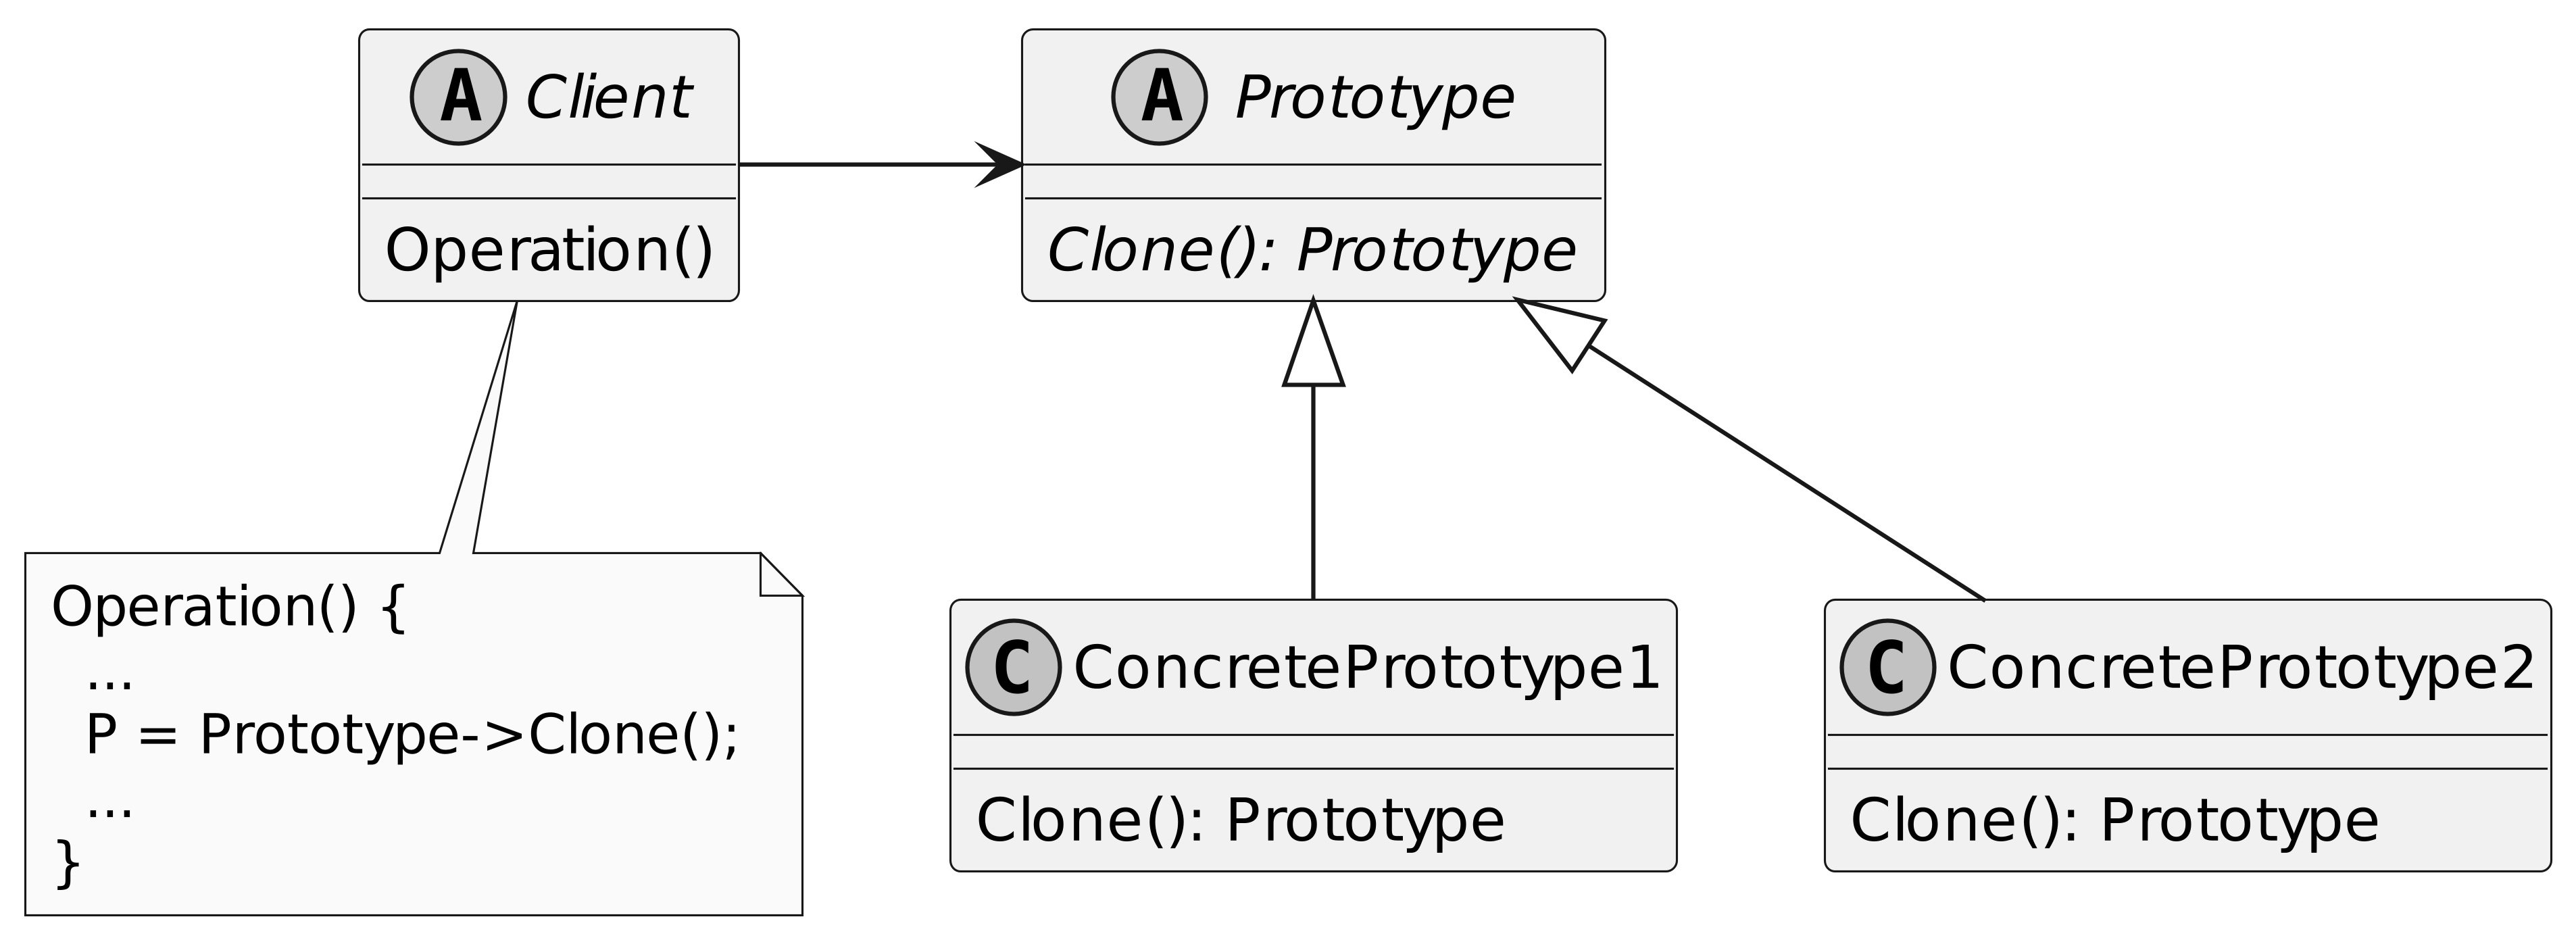 A Client
Operation()
A Prototype
Clone(): Prototype
Operation() {
...
P = Prototype->Clone();
...
}
C ConcretePrototype1
Clone(): Prototype
C ConcretePrototype2
Clone(): Prototype